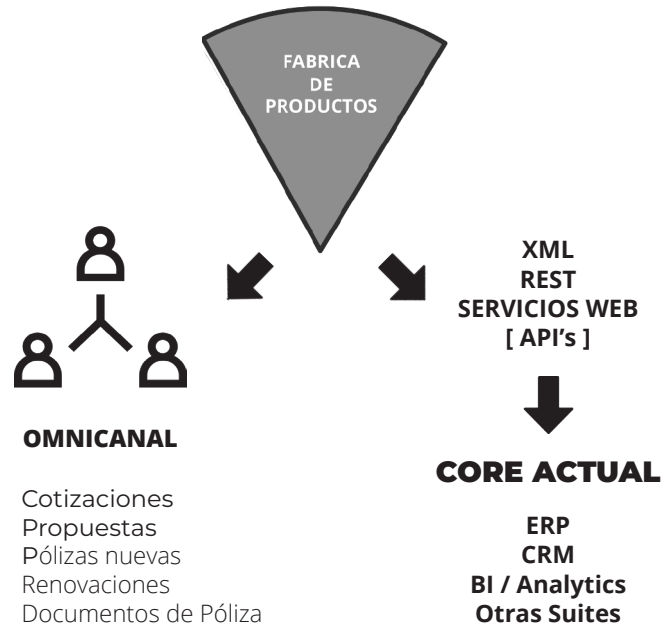 FABRICA
DE
PRODUCTOS
OMNICANAL
Cotizaciones
Propuestas
Pólizas nuevas
Renovaciones
Documentos de Póliza
XML
REST
SERVICIOS WEB
[ API’s ]
CORE ACTUAL
ERP
CRM
BI / Analytics
Otras Suites